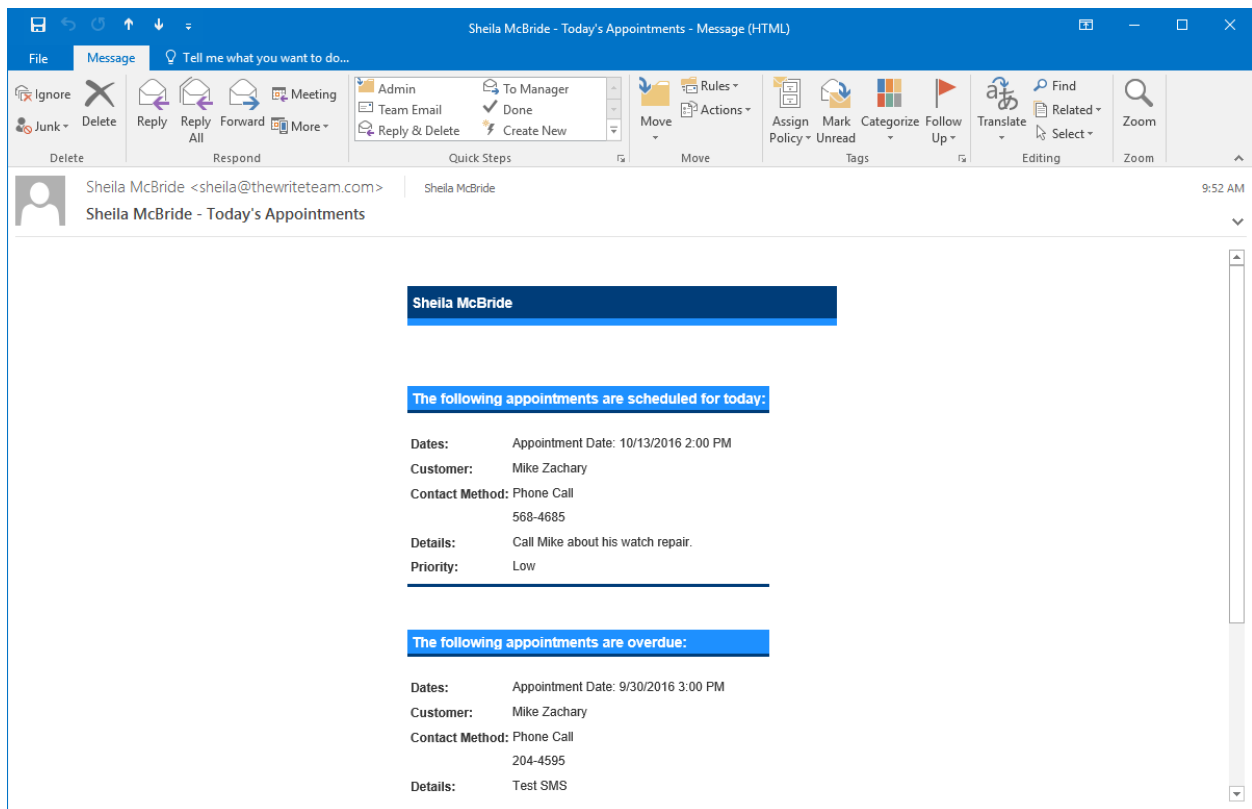 Sheila McBride - Today's Appointments - Message (HTML)
File Message Tell me what you want to do...
Ignore
Junk
Delete
Reply
Reply All
Forward
Meeting
More
Admin
Team Email
Reply & Delete
To Manager
Done
Create New
Move
Rules
Actions
Assign Policy
Mark Unread
Categorize
Follow Up
Translate
Find
Related
Select
Zoom
Delete Respond Quick Steps Move Tags Editing Zoom
Sheila McBride <sheila@thewriteteam.com> Sheila McBride 9:52 AM
Sheila McBride - Today's Appointments
Sheila McBride
The following appointments are scheduled for today:
Dates: Appointment Date: 10/13/2016 2:00 PM
Customer: Mike Zachary
Contact Method: Phone Call
568-4685
Details: Call Mike about his watch repair.
Priority: Low
The following appointments are overdue:
Dates: Appointment Date: 9/30/2016 3:00 PM
Customer: Mike Zachary
Contact Method: Phone Call
204-4595
Details: Test SMS